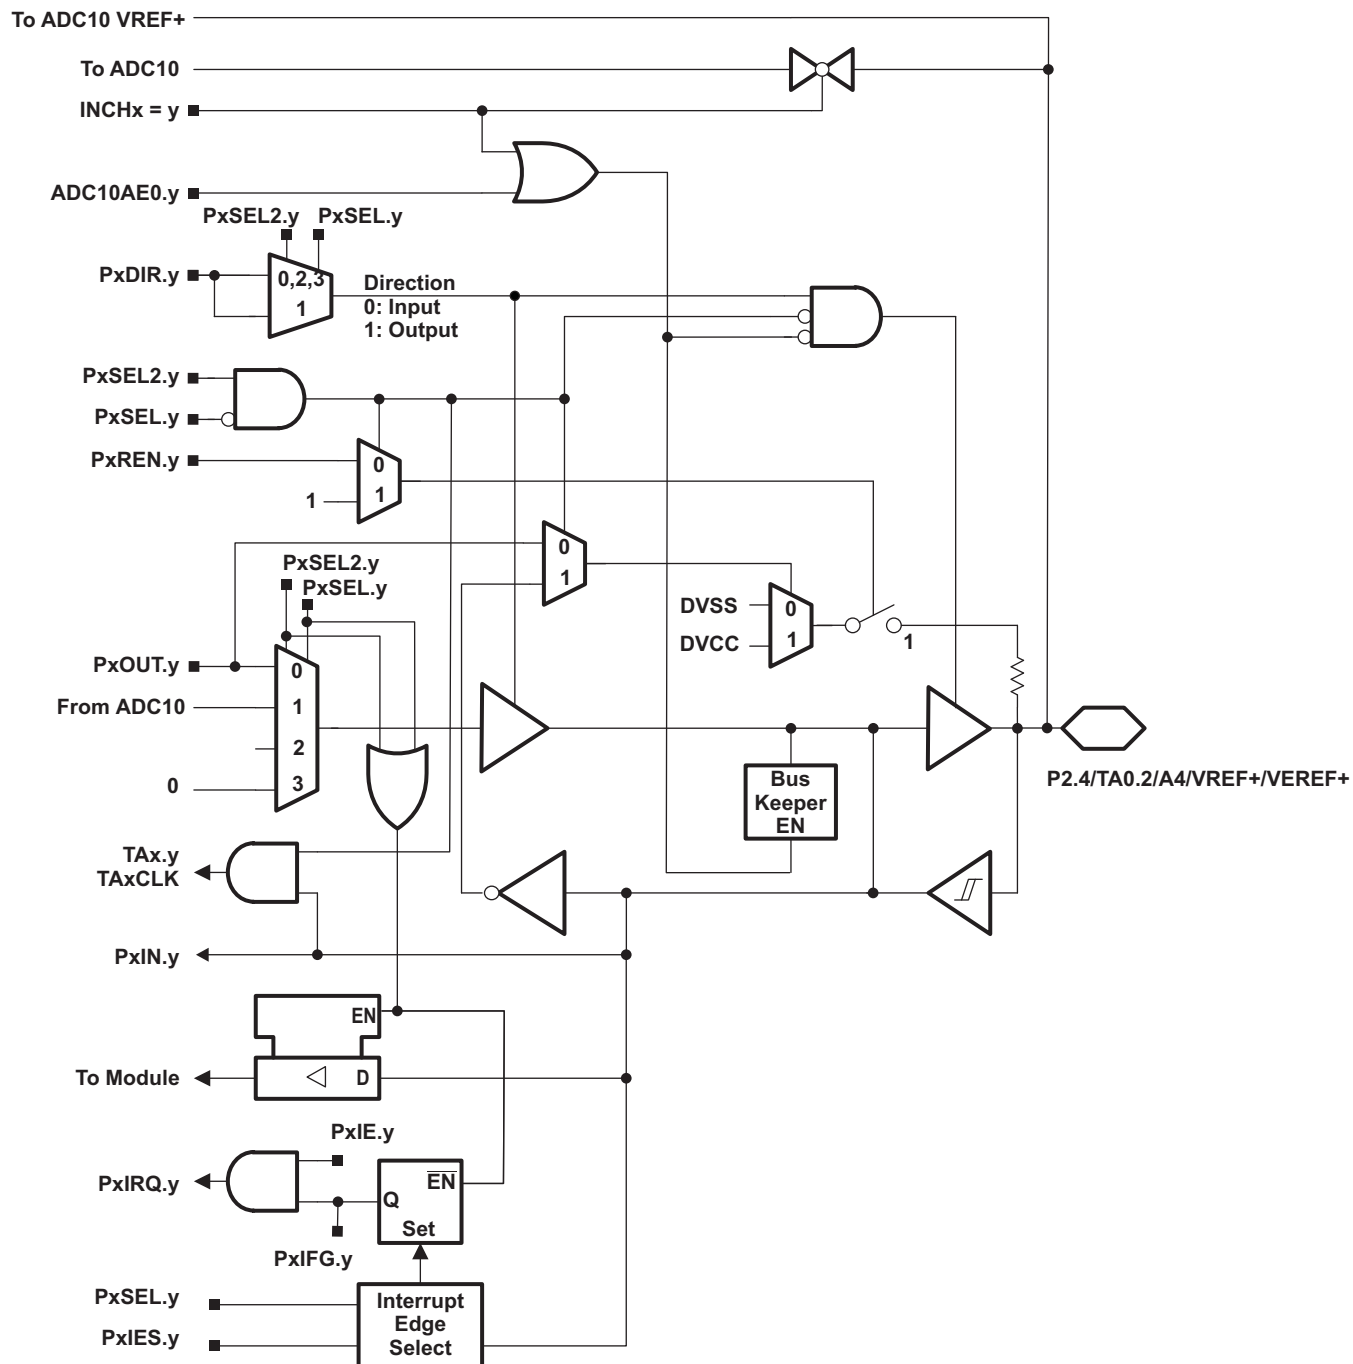 To ADC10 VREF+
To ADC10
INCHx = y
ADC10AE0.y
PxSEL2.y PxSEL.y
PxDIR.y
0,2,3
1
Direction
0: Input
1: Output
PxSEL2.y
PxSEL.y
PxREN.y
0
1
1
0
1
PxSEL2.y
PxSEL.y
DVSS
DVCC
0
1
1
PxOUT.y
From ADC10
0
0
1
2
3
Bus
Keeper
EN
P2.4/TA0.2/A4/VREF+/VEREF+
TAx.y
TAxCLK
PxIN.y
EN
D
To Module
PxIE.y
PxIRQ.y
EN
Q
Set
PxIFG.y
PxSEL.y
PxIES.y
Interrupt
Edge
Select